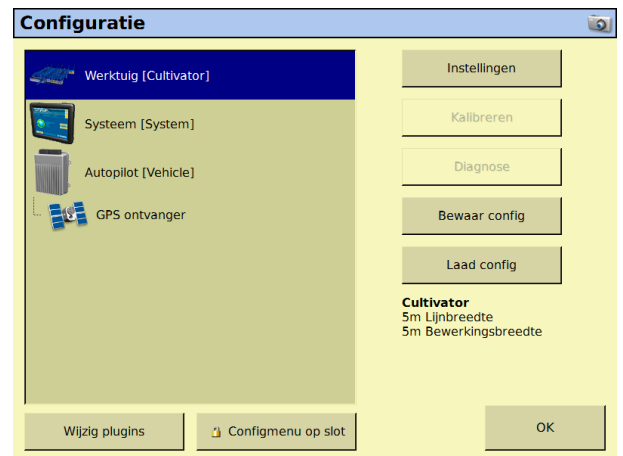 Configuratie
Werktuig [Cultivator]
Systeem [System]
Autopilot [Vehicle]
GPS ontvanger
Instellingen
Kalibreren
Diagnose
Bewaar config
Laad config
Cultivator
5m Lijnbreedte
5m Bewerkingsbreedte
Wijzig plugins
Configmenu op slot
OK